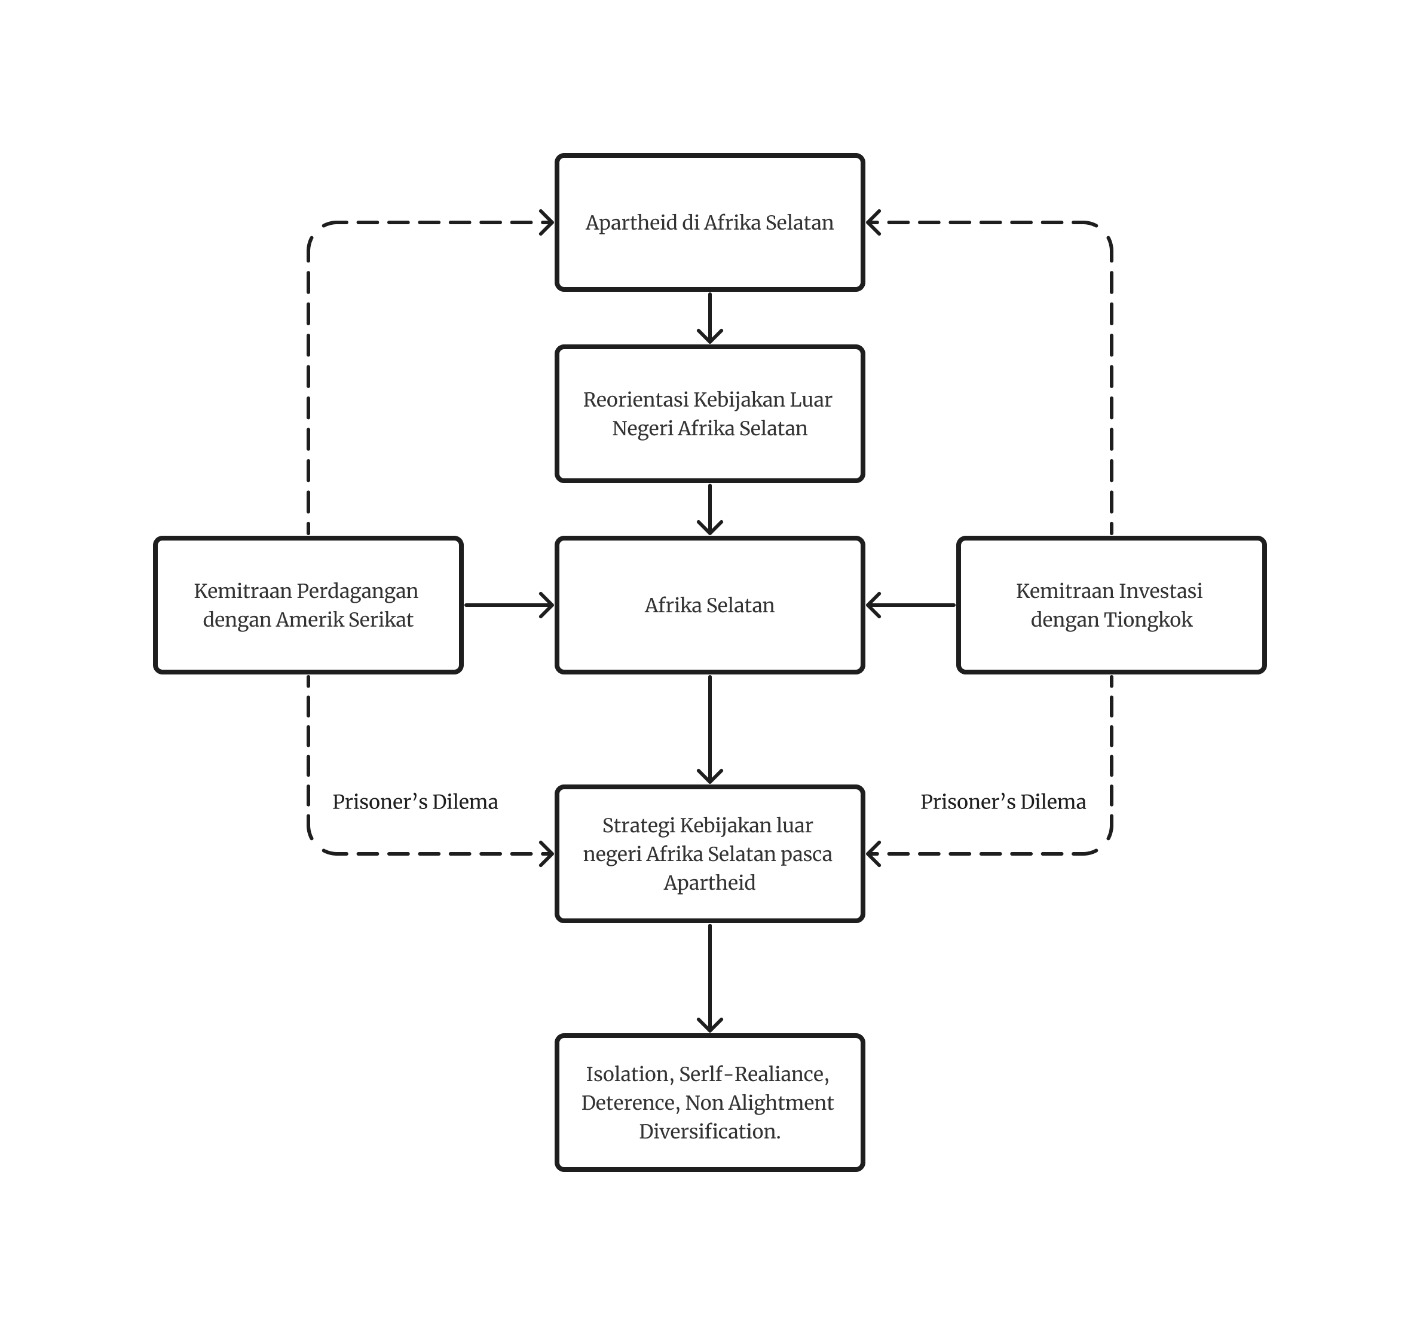 Apartheid di Afrika Selatan
Reorientasi Kebijakan Luar
Negeri Afrika Selatan
Kemitraan Perdagangan
dengan Amerik Serikat
Afrika Selatan
Kemitraan Investasi
dengan Tiongkok
Prisoner’s Dilema
Prisoner’s Dilema
Strategi Kebijakan luar
negeri Afrika Selatan pasca
Apartheid
Isolation, Serlf-Realiance,
Deterence, Non Alightment
Diversification.